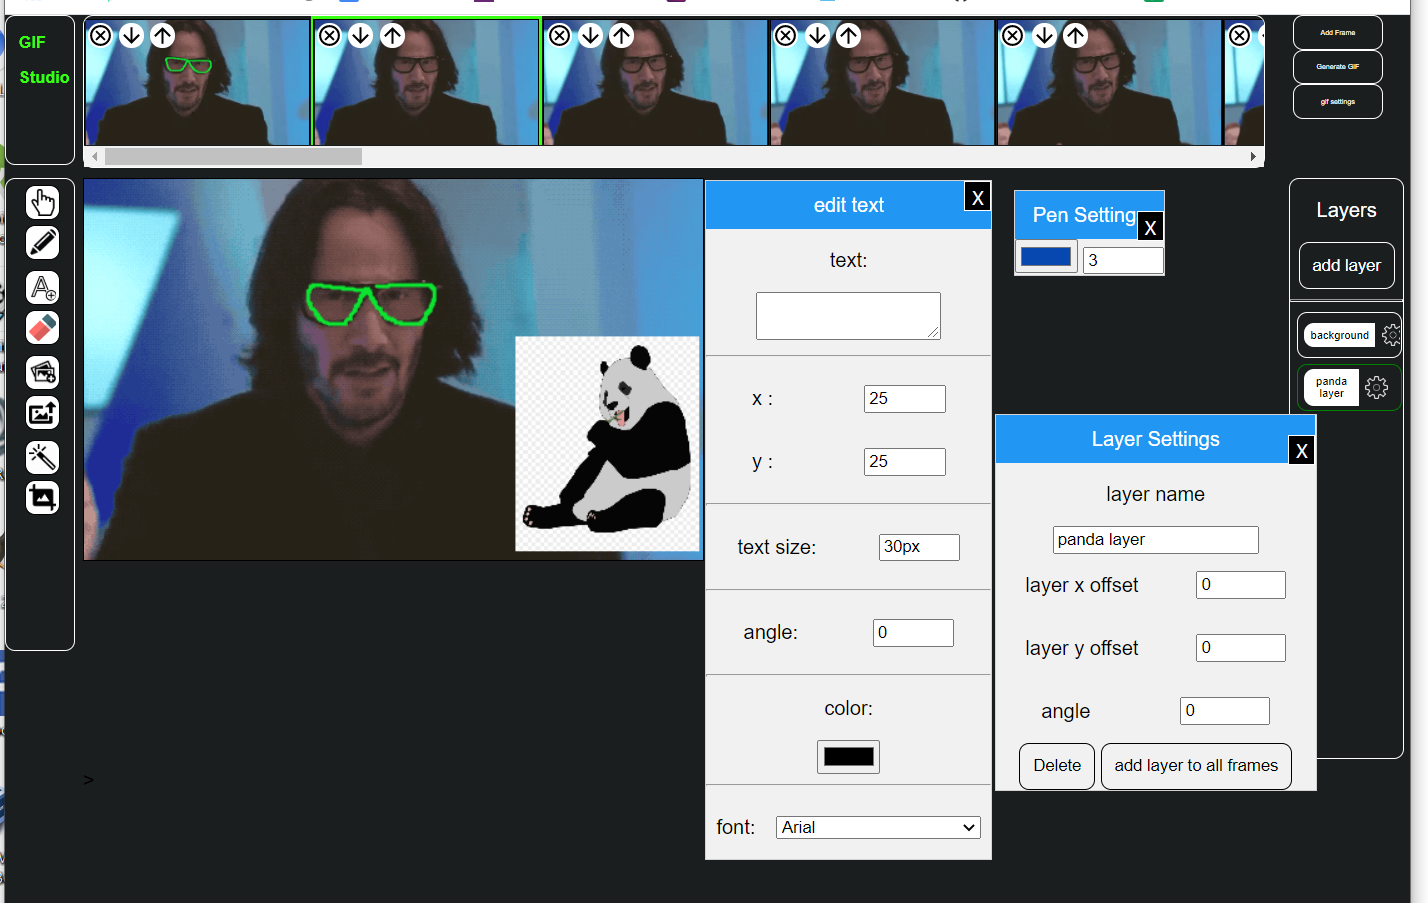 GIF
Studio
Add Frame
Generate GIF
gif settings
edit text
X
text:
x :
25
y :
25
text size:
30px
angle:
0
color:
font:
Arial
Pen Setting
X
3
Layers
add layer
background
panda
layer
Layer Settings
X
layer name
panda layer
layer x offset
0
layer y offset
0
angle
0
Delete
add layer to all frames
>